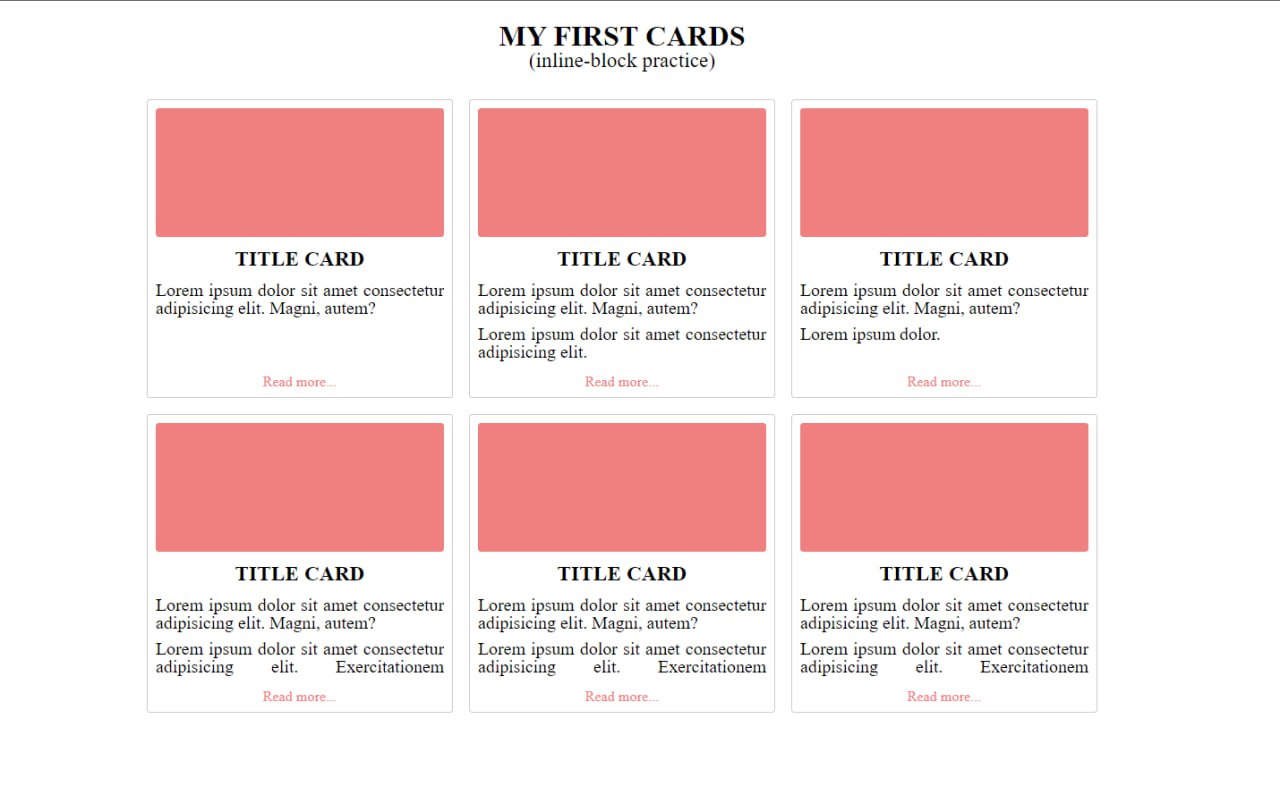 MY FIRST CARDS
(inline-block practice)
TITLE CARD
Lorem ipsum dolor sit amet consectetur
adipisicing elit. Magni, autem?
Read more...
TITLE CARD
Lorem ipsum dolor sit amet consectetur
adipisicing elit. Magni, autem?
Lorem ipsum dolor sit amet consectetur
adipisicing elit.
Read more...
TITLE CARD
Lorem ipsum dolor sit amet consectetur
adipisicing elit. Magni, autem?
Lorem ipsum dolor.
Read more...
TITLE CARD
Lorem ipsum dolor sit amet consectetur
adipisicing elit. Magni, autem?
Lorem ipsum dolor sit amet consectetur
adipisicing elit. Exercitationem
Read more...
TITLE CARD
Lorem ipsum dolor sit amet consectetur
adipisicing elit. Magni, autem?
Lorem ipsum dolor sit amet consectetur
adipisicing elit. Exercitationem
Read more...
TITLE CARD
Lorem ipsum dolor sit amet consectetur
adipisicing elit. Magni, autem?
Lorem ipsum dolor sit amet consectetur
adipisicing elit. Exercitationem
Read more...